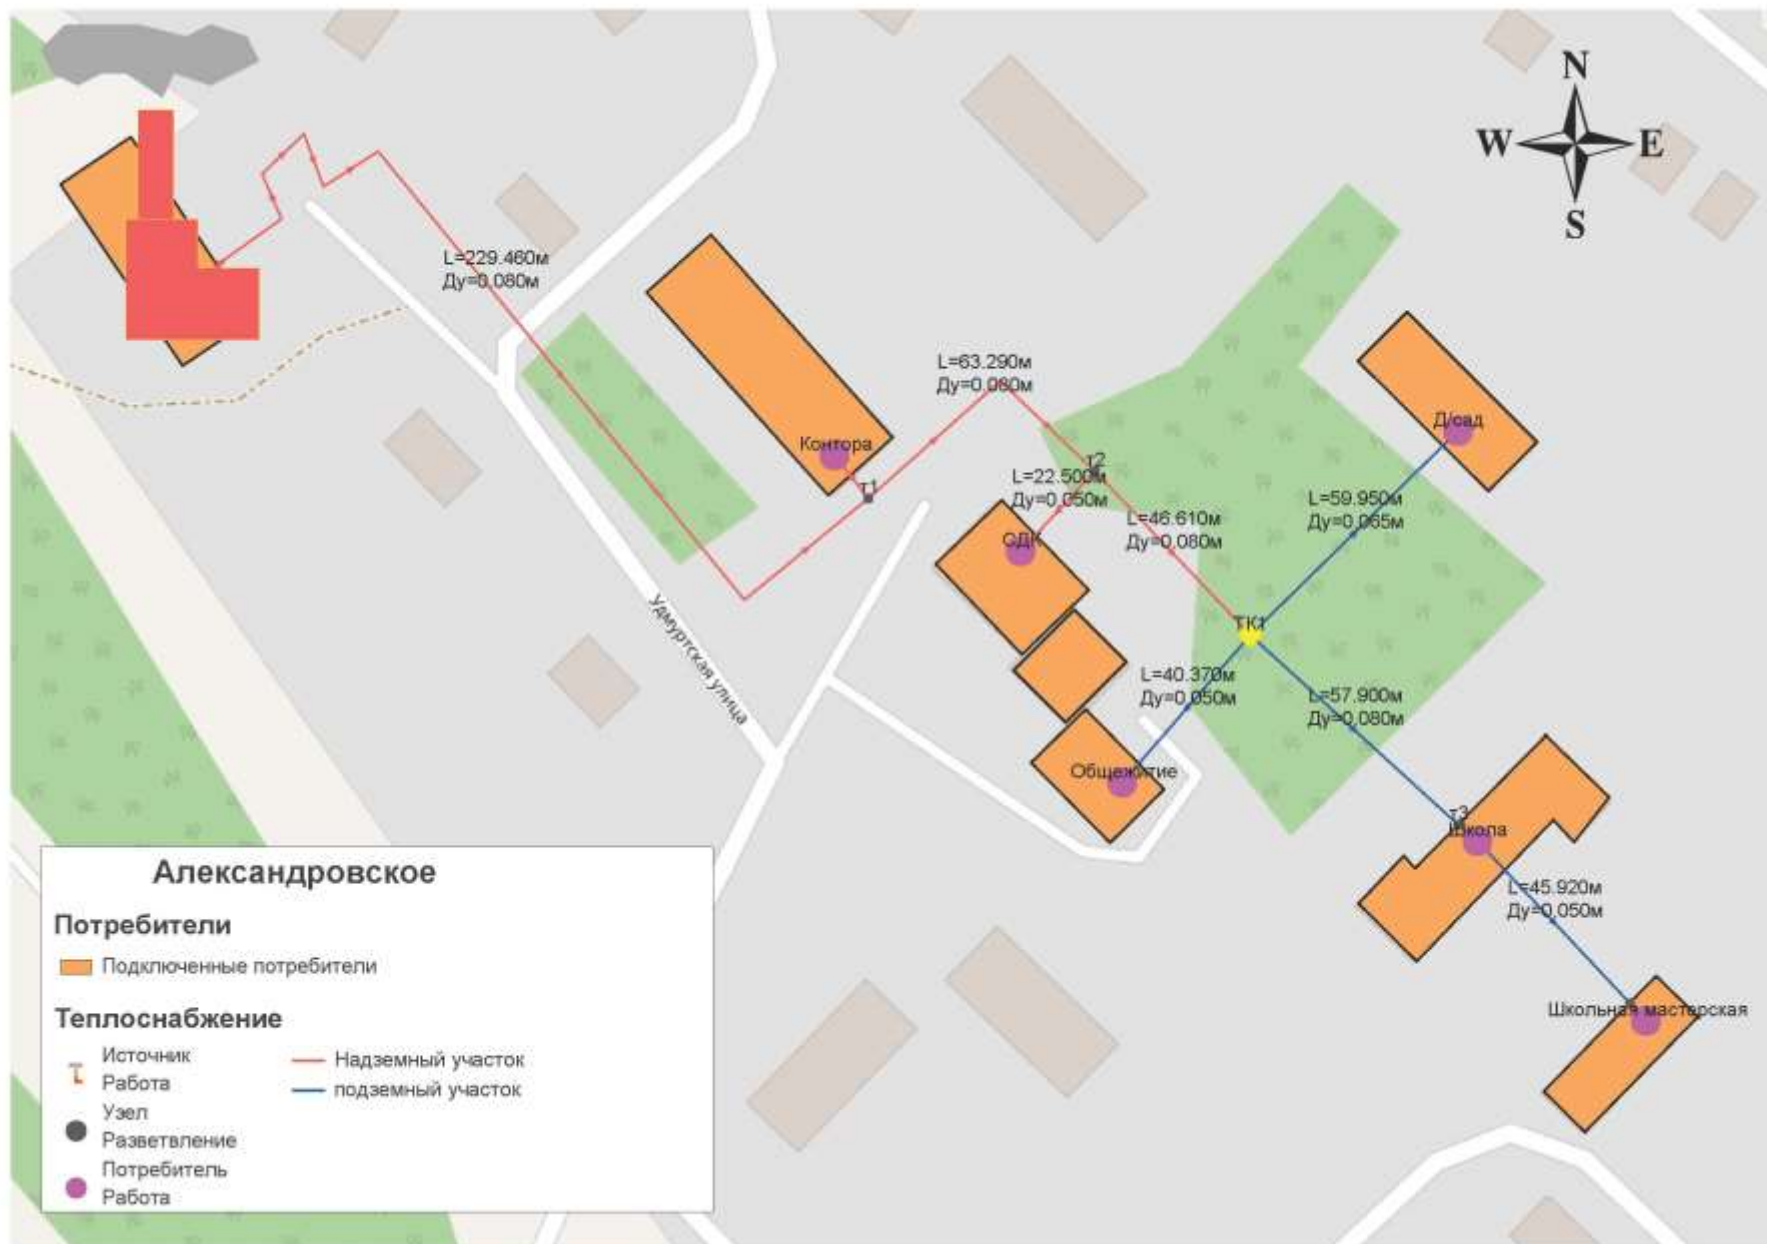 N
W E
S
L=229.460м
Ду=0.080м
L=63.290м
Ду=0.080м
Контора
т1
т2
L=22.500м
Ду=0.050м
СДК
L=46.610м
Ду=0.080м
Д/сад
L=59.950м
Ду=0.065м
ТК1
L=40.370м
Ду=0.050м
L=57.900м
Ду=0.080м
Удмуртская улица
Общежитие
т3
Школа
L=45.920м
Ду=0.050м
Школьная мастерская
Александровское
Потребители
Подключенные потребители
Теплоснабжение
Источник
Работа
Узел
Разветвление
Потребитель
Работа
Надземный участок
подземный участок